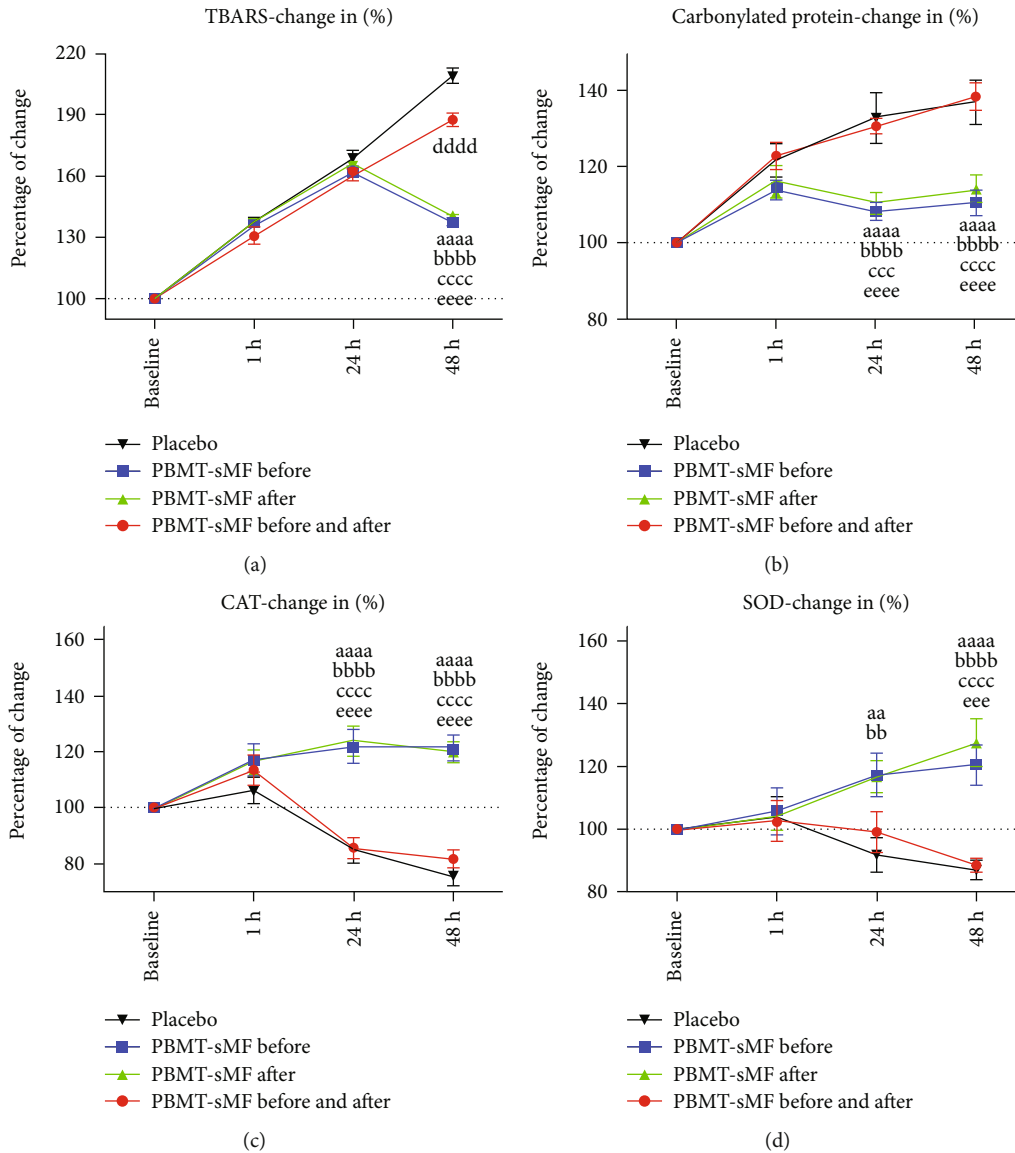 TBARS-change in (%)
Percentage of change
220
190
160
130
100
dddd
aaaa
bbbb
cccc
eeee
Baseline
1 h
24 h
48 h
Placebo
PBMT-sMF before
PBMT-sMF after
PBMT-sMF before and after
(a)
Carbonylated protein-change in (%)
Percentage of change
140
120
100
80
aaaa
bbbb
ccc
eeee
aaaa
bbbb
cccc
eeee
Baseline
1 h
24 h
48 h
Placebo
PBMT-sMF before
PBMT-sMF after
PBMT-sMF before and after
(b)
CAT-change in (%)
Percentage of change
160
140
120
100
80
aaaa
bbbb
cccc
eeee
aaaa
bbbb
cccc
eeee
Baseline
1 h
24 h
48 h
Placebo
PBMT-sMF before
PBMT-sMF after
PBMT-sMF before and after
(c)
SOD-change in (%)
Percentage of change
160
140
120
100
80
aa
bb
aaaa
bbbb
cccc
eee
Baseline
1 h
24 h
48 h
Placebo
PBMT-sMF before
PBMT-sMF after
PBMT-sMF before and after
(d)